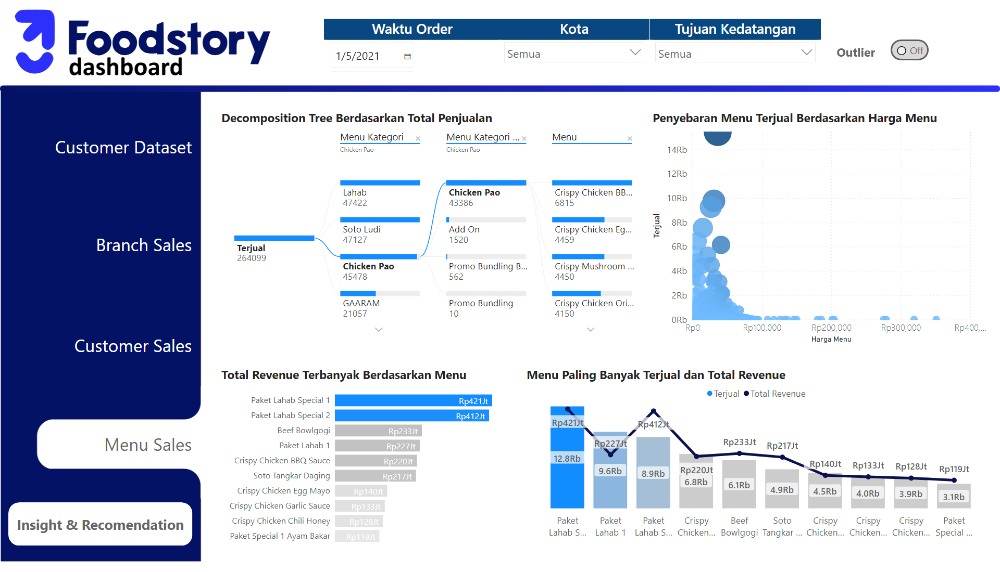 Foodstory
dashboard
Waktu Order
Kota
Tujuan Kedatangan
1/5/2021
Semua
Semua
Outlier
Off
Customer Dataset
Branch Sales
Customer Sales
Menu Sales
Insight & Recomendation
Decomposition Tree Berdasarkan Total Penjualan
Menu Kategori
Chicken Pao
Menu Kategori ...
Chicken Pao
Menu
Terjual
264099
Lahab
47422
Soto Ludi
47127
Chicken Pao
45478
GAARAM
21057
Chicken Pao
43386
Add On
1520
Promo Bundling B...
562
Promo Bundling
10
Crispy Chicken BB...
6815
Crispy Chicken Eg...
4459
Crispy Mushroom ...
4450
Crispy Chicken Ori...
4150
Penyebaran Menu Terjual Berdasarkan Harga Menu
Terjual
14Rb
12Rb
10Rb
8Rb
6Rb
4Rb
2Rb
0Rb
Rp0
Rp100,000
Rp200,000
Rp300,000
Rp400,...
Harga Menu
Total Revenue Terbanyak Berdasarkan Menu
Paket Lahab Special 1 Rp421Jt
Paket Lahab Special 2 Rp412Jt
Beef Bowlgogi Rp233Jt
Paket Lahab 1 Rp227Jt
Crispy Chicken BBQ Sauce Rp220Jt
Soto Tangkar Daging Rp217Jt
Crispy Chicken Egg Mayo Rp140Jt
Crispy Chicken Garlic Sauce Rp133Jt
Crispy Chicken Chili Honey Rp128Jt
Paket Special 1 Ayam Bakar Rp119Jt
Menu Paling Banyak Terjual dan Total Revenue
Terjual
Total Revenue
Rp421Jt
Rp227Jt
Rp412Jt
Rp220Jt
Rp233Jt
Rp217Jt
Rp140Jt
Rp133Jt
Rp128Jt
Rp119Jt
12.8Rb
9.6Rb
8.9Rb
6.8Rb
6.1Rb
4.9Rb
4.5Rb
4.0Rb
3.9Rb
3.1Rb
Paket
Lahab S...
Paket
Lahab 1
Paket
Lahab S...
Crispy
Chicken...
Beef
Bowlgogi
Soto
Tangkar ...
Crispy
Chicken...
Crispy
Chicken...
Crispy
Chicken...
Paket
Special ...